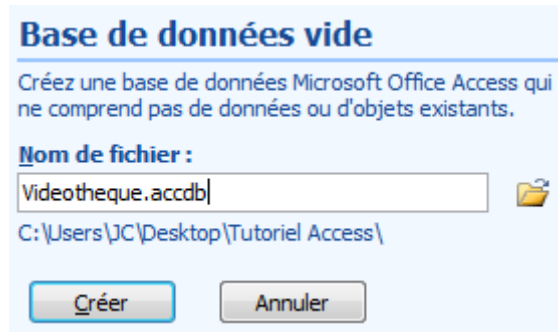 Base de données vide
Créez une base de données Microsoft Office Access qui
ne comprend pas de données ou d'objets existants.
Nom de fichier :
Videotheque.accdb
C:\Users\JC\Desktop\Tutoriel Access\
Créer
Annuler